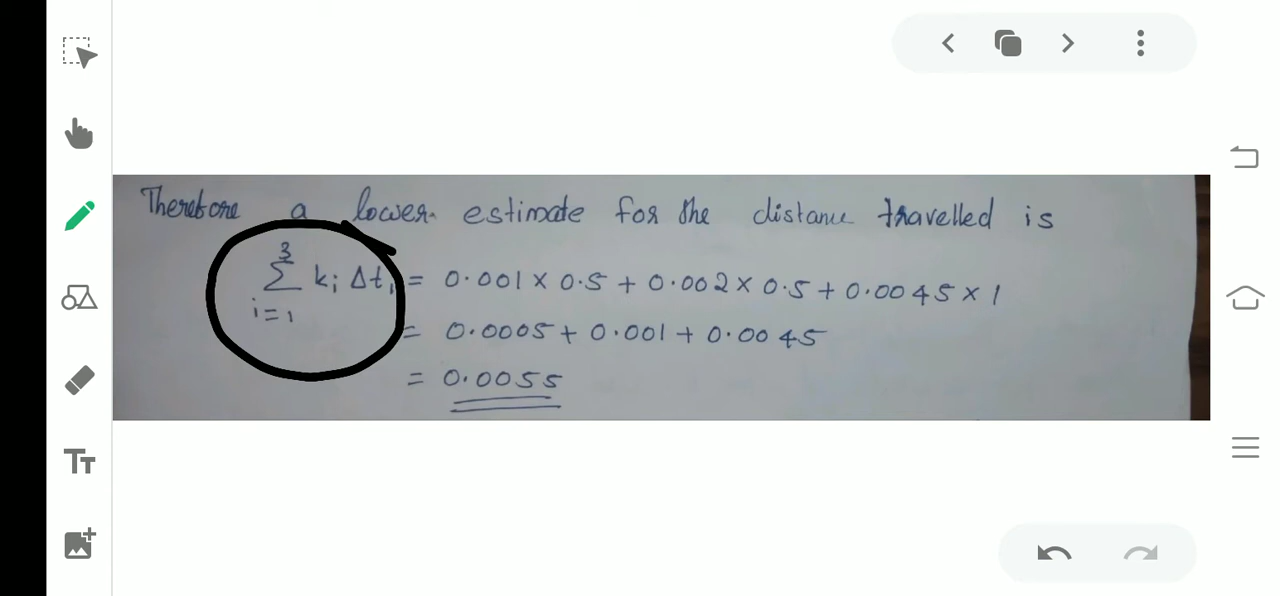 Therefore a lower estimate for the distance travelled is
3
∑ kᵢ Δtᵢ = 0.001 × 0.5 + 0.002 × 0.5 + 0.0045 × 1
i = 1
= 0.0005 + 0.001 + 0.0045
= 0.0055
TT